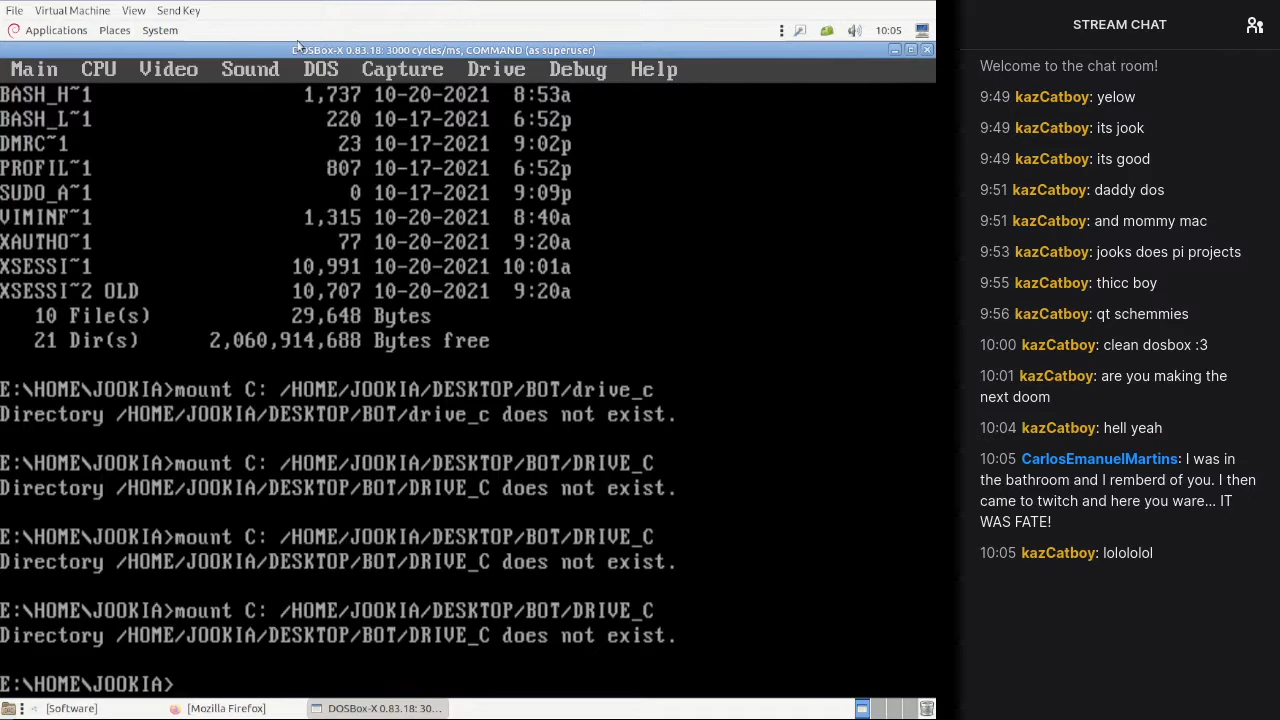 File Virtual Machine View Send Key
Applications Places System 10:05
DOSBox-X 0.83.18: 3000 cycles/ms, COMMAND (as superuser)
Main CPU Video Sound DOS Capture Drive Debug Help
BASH_H~1 1,737 10-20-2021 8:53a
BASH_L~1 220 10-17-2021 6:52p
DMRC~1 23 10-17-2021 9:02p
PROFIL~1 807 10-17-2021 6:52p
SUDO_A~1 0 10-17-2021 9:09p
VIMINF~1 1,315 10-20-2021 8:40a
XAUTHO~1 77 10-20-2021 9:20a
XSESSI~1 10,991 10-20-2021 10:01a
XSESSI~2 OLD 10,707 10-20-2021 9:20a
10 File(s) 29,648 Bytes
21 Dir(s) 2,060,914,688 Bytes free
E:\HOME\JOOKIA>mount C: /HOME/JOOKIA/DESKTOP/BOT/drive_c
Directory /HOME/JOOKIA/DESKTOP/BOT/drive_c does not exist.
E:\HOME\JOOKIA>mount C: /HOME/JOOKIA/DESKTOP/BOT/DRIVE_C
Directory /HOME/JOOKIA/DESKTOP/BOT/DRIVE_C does not exist.
E:\HOME\JOOKIA>mount C: /HOME/JOOKIA/DESKTOP/BOT/DRIVE_C
Directory /HOME/JOOKIA/DESKTOP/BOT/DRIVE_C does not exist.
E:\HOME\JOOKIA>mount C: /HOME/JOOKIA/DESKTOP/BOT/DRIVE_C
Directory /HOME/JOOKIA/DESKTOP/BOT/DRIVE_C does not exist.
E:\HOME\JOOKIA>
[Software] [Mozilla Firefox] DOSBox-X 0.83.18: 30...
STREAM CHAT
Welcome to the chat room!
9:49 kazCatboy: yelow
9:49 kazCatboy: its jook
9:49 kazCatboy: its good
9:51 kazCatboy: daddy dos
9:51 kazCatboy: and mommy mac
9:53 kazCatboy: jooks does pi projects
9:55 kazCatboy: thicc boy
9:56 kazCatboy: qt schemmies
10:00 kazCatboy: clean dosbox :3
10:01 kazCatboy: are you making the
next doom
10:04 kazCatboy: hell yeah
10:05 CarlosEmanuelMartins: I was in
the bathroom and I remberd of you. I then
came to twitch and here you ware... IT
WAS FATE!
10:05 kazCatboy: lolololol